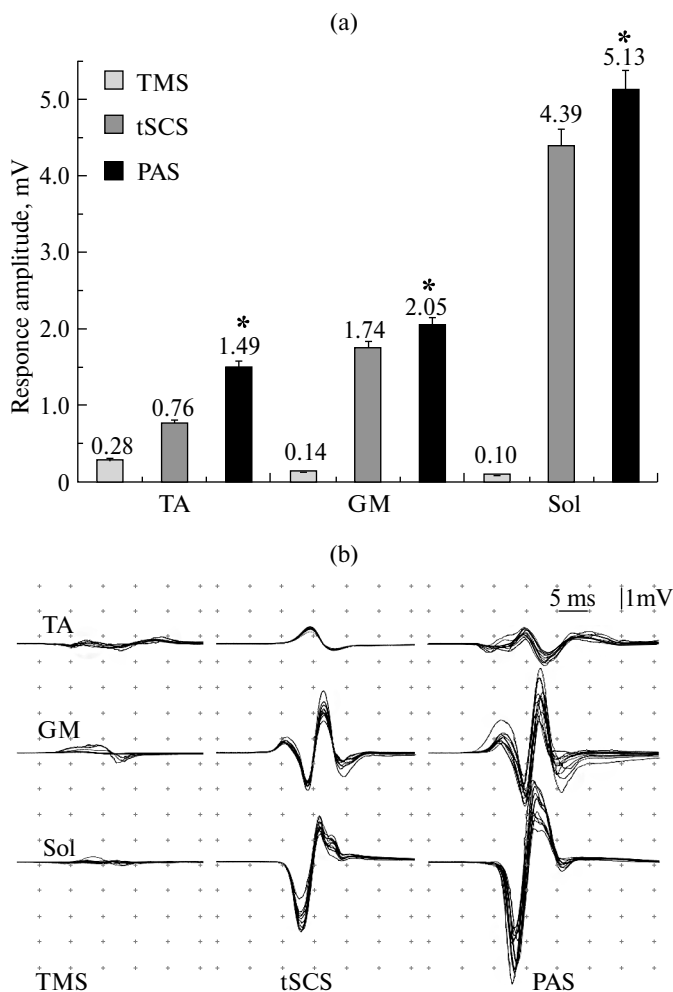 (a)
TMS
tSCS
PAS
Responce amplitude, mV
5.0
4.0
3.0
2.0
1.0
0
0.28
0.76
*
1.49
0.14
1.74
*
2.05
0.10
4.39
*
5.13
TA GM Sol
(b)
5 ms 1mV
TA
GM
Sol
TMS tSCS PAS